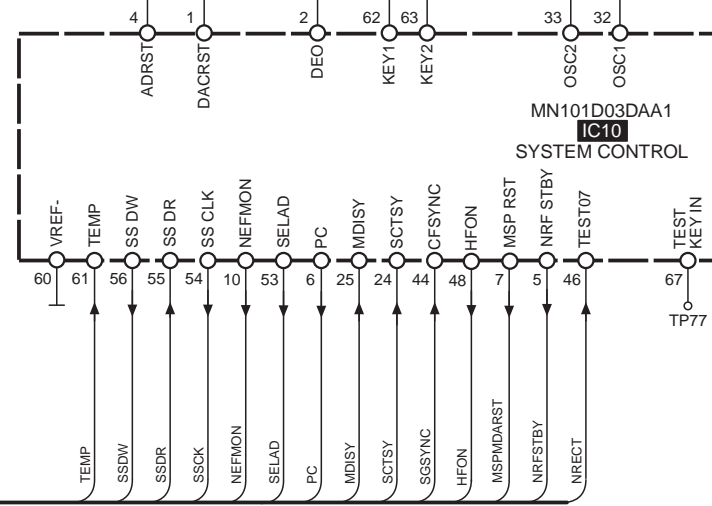 4 1 2 62 63 33 32
ADRST DACRST DEO KEY1 KEY2 OSC2 OSC1
MN101D03DAA1
IC10
SYSTEM CONTROL
VREF- TEMP SS DW SS DR SS CLK NEFMON SELAD PC MDISY SCTSY CFSYNC HFON MSP RST NRF STBY TEST07 TEST
KEY IN
60 61 56 55 54 10 53 6 25 24 44 48 7 5 46 67
TP77
TEMP SSDW SSDR SSCK NEFMON SELAD PC MDISY SCTSY SGSYNC HFON MSPMDARST NRFSTBY NRECT